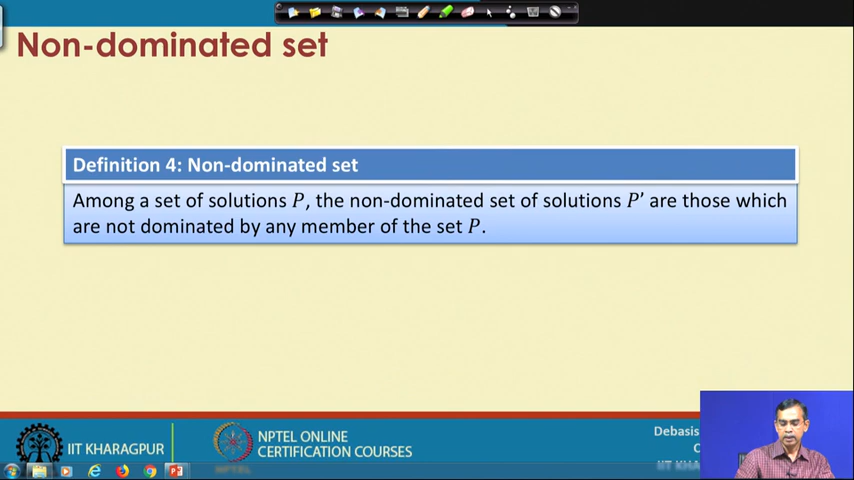 Non-dominated set
Definition 4: Non-dominated set
Among a set of solutions P, the non-dominated set of solutions P’ are those which
are not dominated by any member of the set P.
IIT KHARAGPUR
NPTEL ONLINE
CERTIFICATION COURSES
Debasis